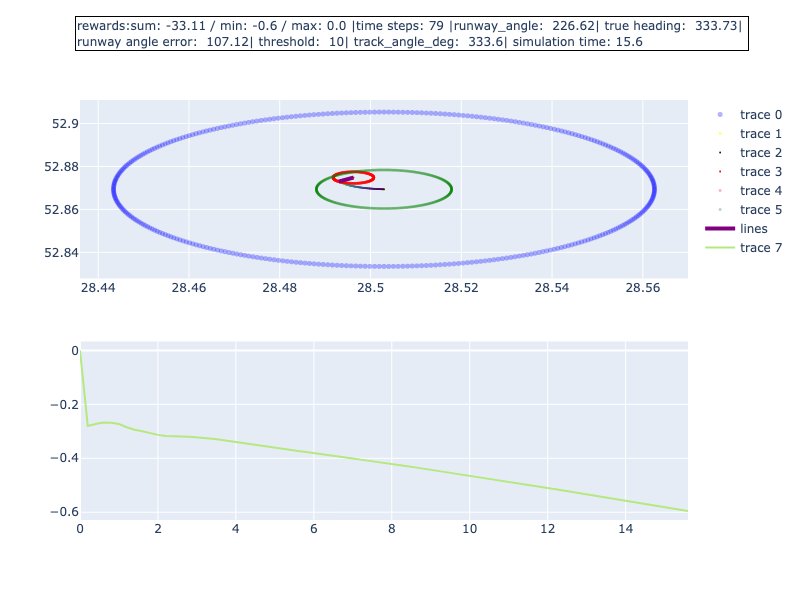 rewards:sum: -33.11 / min: -0.6 / max: 0.0 |time steps: 79 |runway_angle:  226.62| true heading:  333.73|
runway angle error:  107.12| threshold:  10| track_angle_deg:  333.6| simulation time: 15.6
52.9
52.88
52.86
52.84
28.44 28.46 28.48 28.5 28.52 28.54 28.56
trace 0
trace 1
trace 2
trace 3
trace 4
trace 5
lines
trace 7
0
−0.2
−0.4
−0.6
0 2 4 6 8 10 12 14